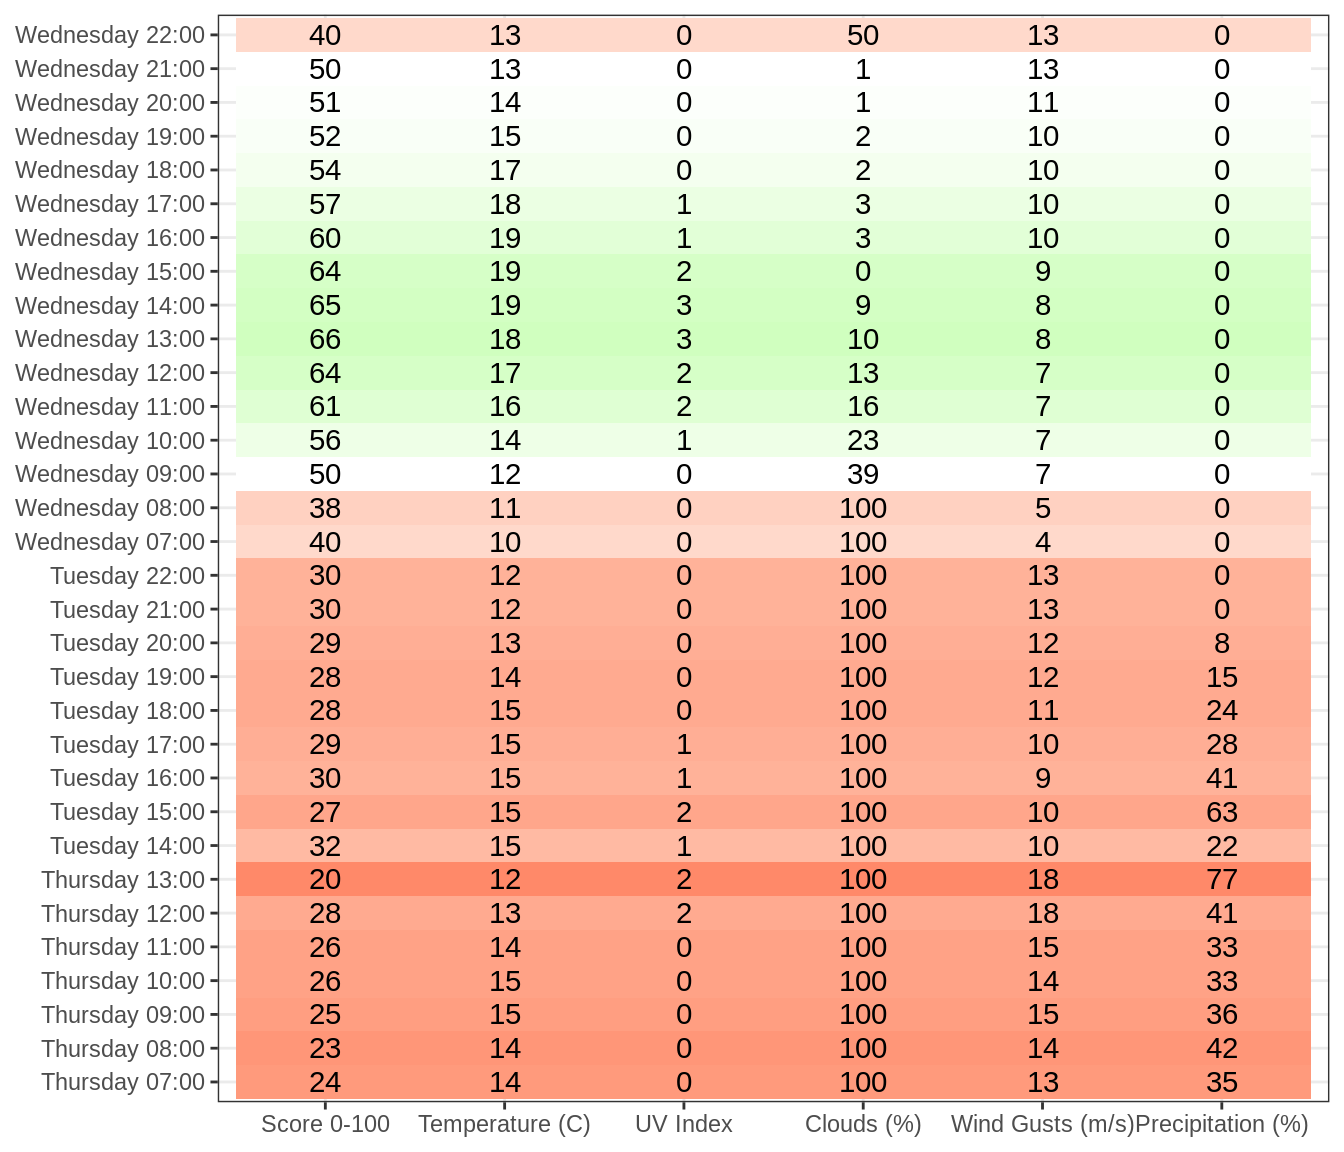 Wednesday 22:00 40 13 0 50 13 0
Wednesday 21:00 50 13 0 1 13 0
Wednesday 20:00 51 14 0 1 11 0
Wednesday 19:00 52 15 0 2 10 0
Wednesday 18:00 54 17 0 2 10 0
Wednesday 17:00 57 18 1 3 10 0
Wednesday 16:00 60 19 1 3 10 0
Wednesday 15:00 64 19 2 0 9 0
Wednesday 14:00 65 19 3 9 8 0
Wednesday 13:00 66 18 3 10 8 0
Wednesday 12:00 64 17 2 13 7 0
Wednesday 11:00 61 16 2 16 7 0
Wednesday 10:00 56 14 1 23 7 0
Wednesday 09:00 50 12 0 39 7 0
Wednesday 08:00 38 11 0 100 5 0
Wednesday 07:00 40 10 0 100 4 0
Tuesday 22:00 30 12 0 100 13 0
Tuesday 21:00 30 12 0 100 13 0
Tuesday 20:00 29 13 0 100 12 8
Tuesday 19:00 28 14 0 100 12 15
Tuesday 18:00 28 15 0 100 11 24
Tuesday 17:00 29 15 1 100 10 28
Tuesday 16:00 30 15 1 100 9 41
Tuesday 15:00 27 15 2 100 10 63
Tuesday 14:00 32 15 1 100 10 22
Thursday 13:00 20 12 2 100 18 77
Thursday 12:00 28 13 2 100 18 41
Thursday 11:00 26 14 0 100 15 33
Thursday 10:00 26 15 0 100 14 33
Thursday 09:00 25 15 0 100 15 36
Thursday 08:00 23 14 0 100 14 42
Thursday 07:00 24 14 0 100 13 35
Score 0-100 Temperature (C) UV Index Clouds (%) Wind Gusts (m/s) Precipitation (%)